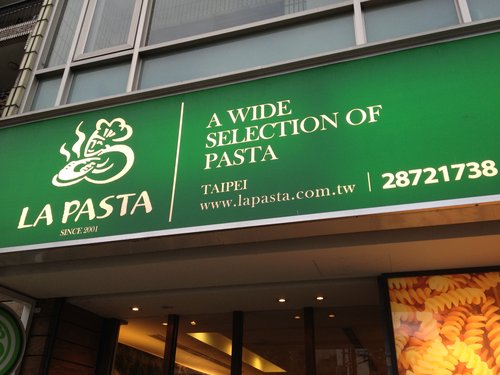 LA PASTA
SINCE 2001
A WIDE
SELECTION OF
PASTA
TAIPEI
www.lapasta.com.tw
28721738